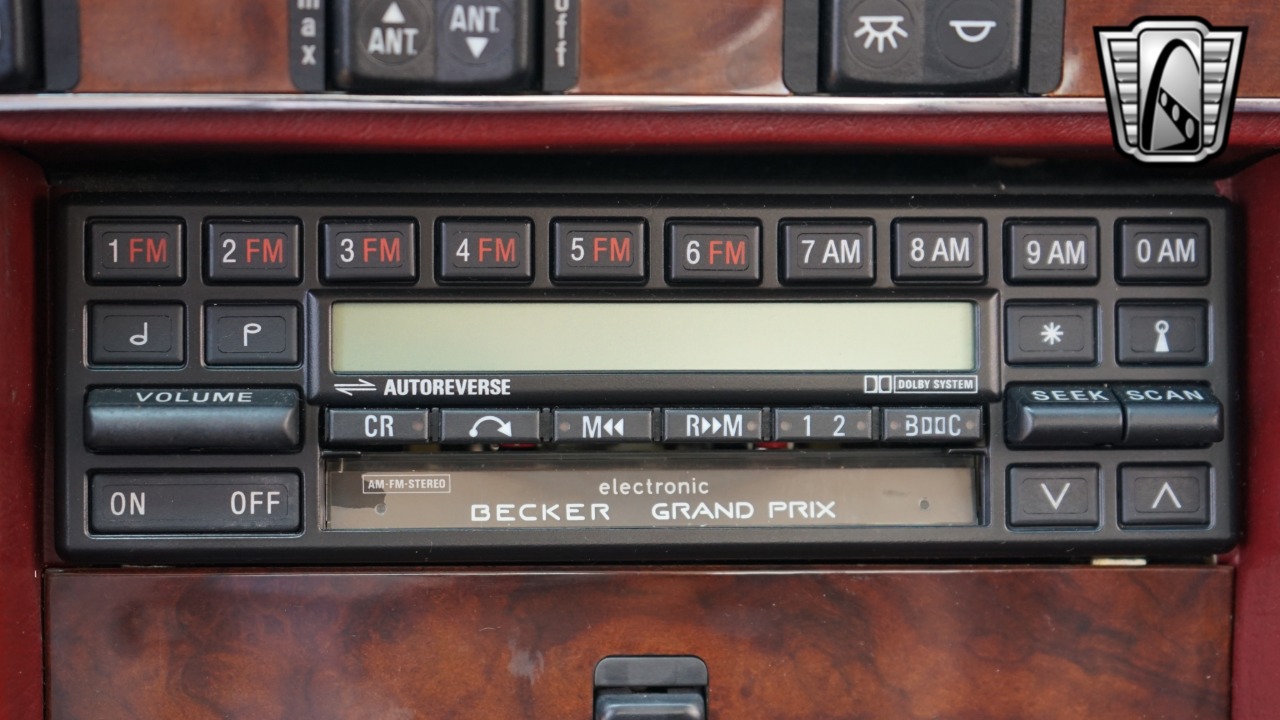 max
ANT.
ANT.
off
1 FM
2 FM
3 FM
4 FM
5 FM
6 FM
7 AM
8 AM
9 AM
0 AM
*
AUTOREVERSE
DOLBY SYSTEM
VOLUME
SEEK
SCAN
CR
M
R M
1 2
B C
ON OFF
AM-FM-STEREO
electronic
BECKER GRAND PRIX